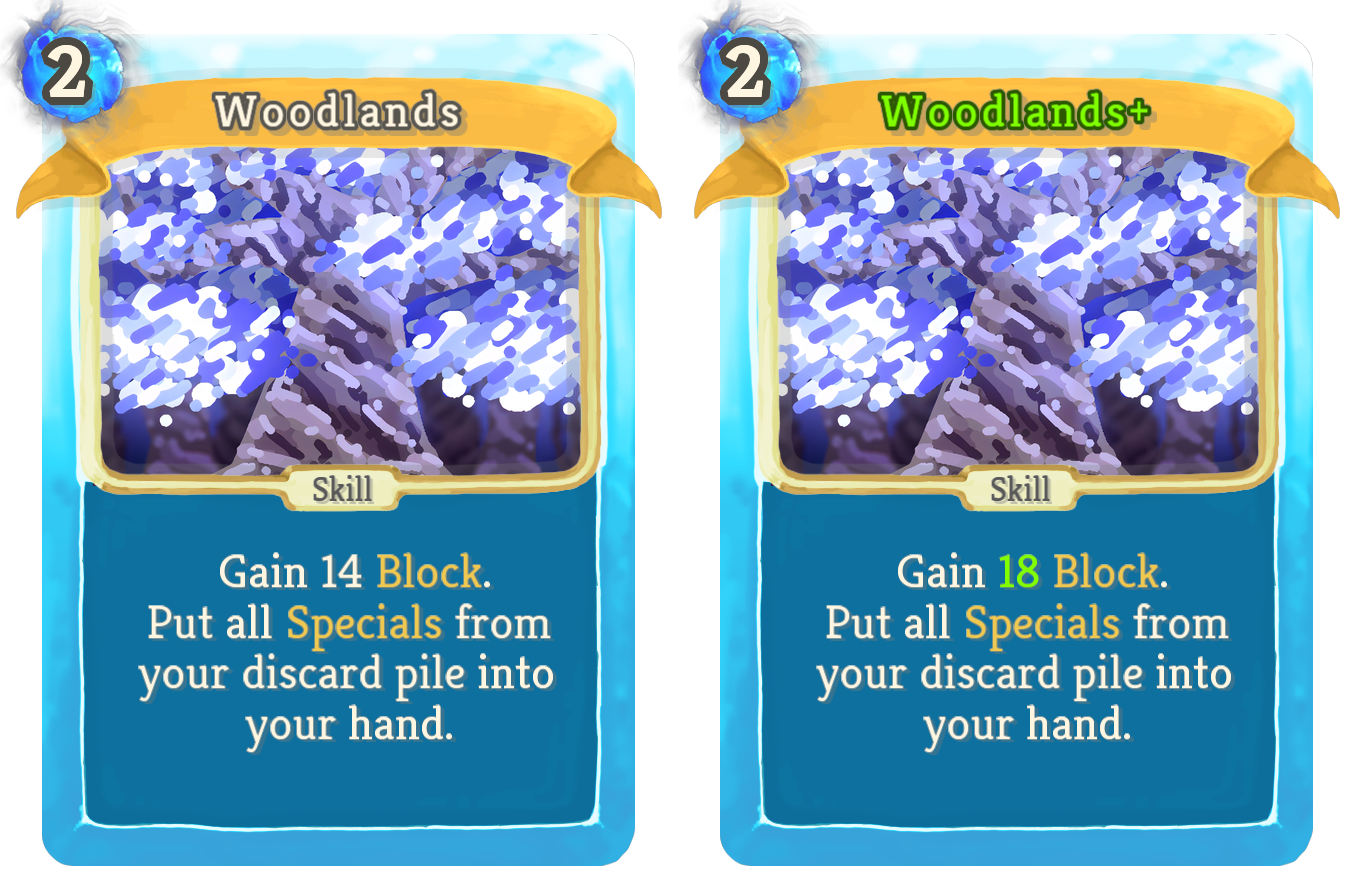 2
Woodlands
Skill
Gain 14 Block.
Put all Specials from
your discard pile into
your hand.
2
Woodlands+
Skill
Gain 18 Block.
Put all Specials from
your discard pile into
your hand.